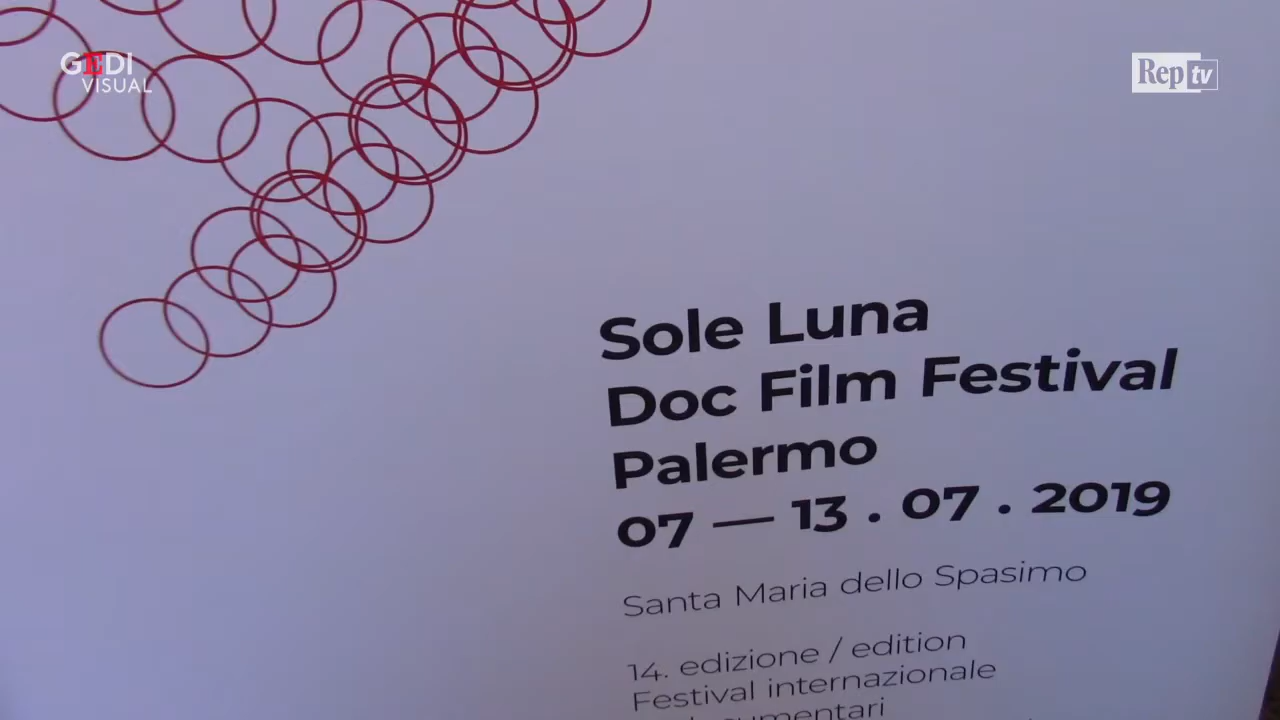 GEDI
VISUAL
Rep tv
Sole Luna
Doc Film Festival
Palermo
07 — 13 . 07 . 2019
Santa Maria dello Spasimo
14. edizione / edition
Festival internazionale